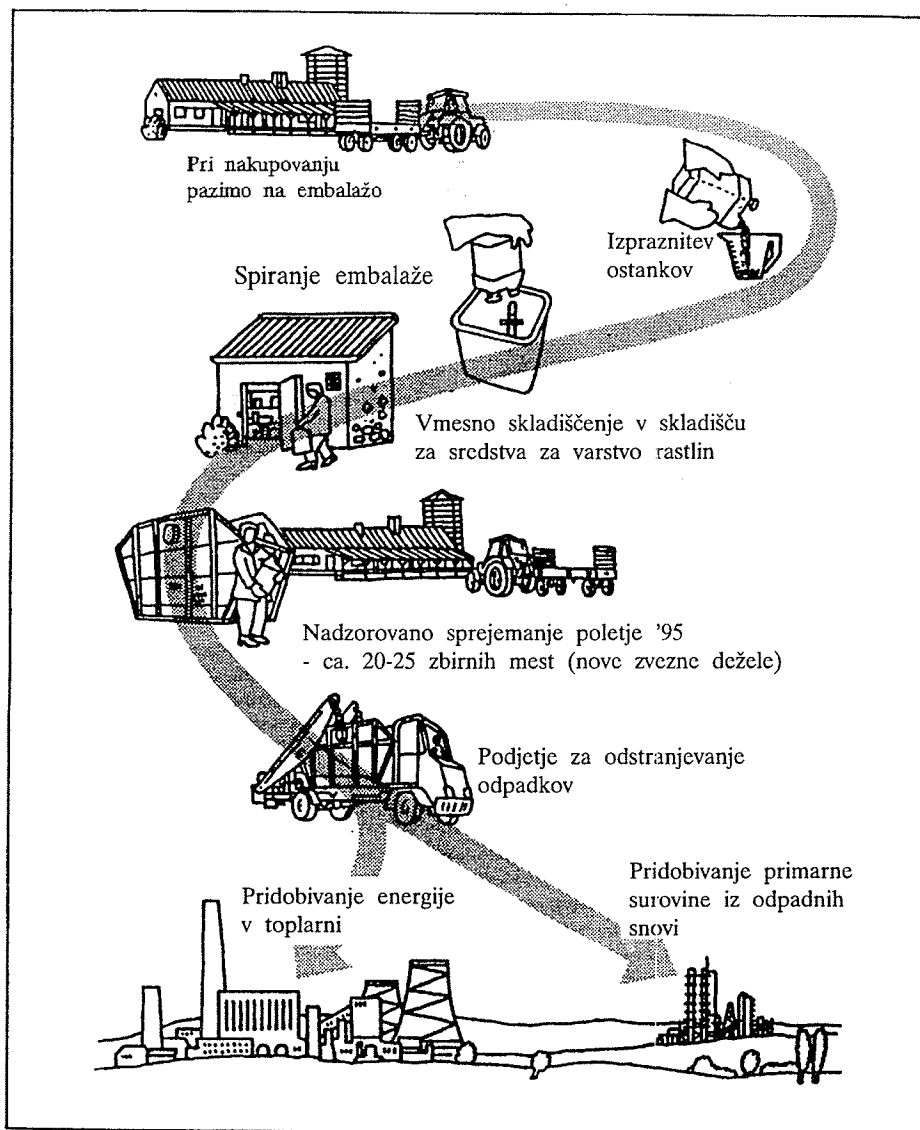 Pri nakupovanju
pazimo na embalažo
Izpraznitev
ostankov
Spiranje embalaže
Vmesno skladiščenje v skladišču
za sredstva za varstvo rastlin
Nadzorovano sprejemanje poletje '95
- ca. 20-25 zbirnih mest (nove zvezne dežele)
Podjetje za odstranjevanje
odpadkov
Pridobivanje energije
v toplarni
Pridobivanje primarne
surovine iz odpadnih
snovi